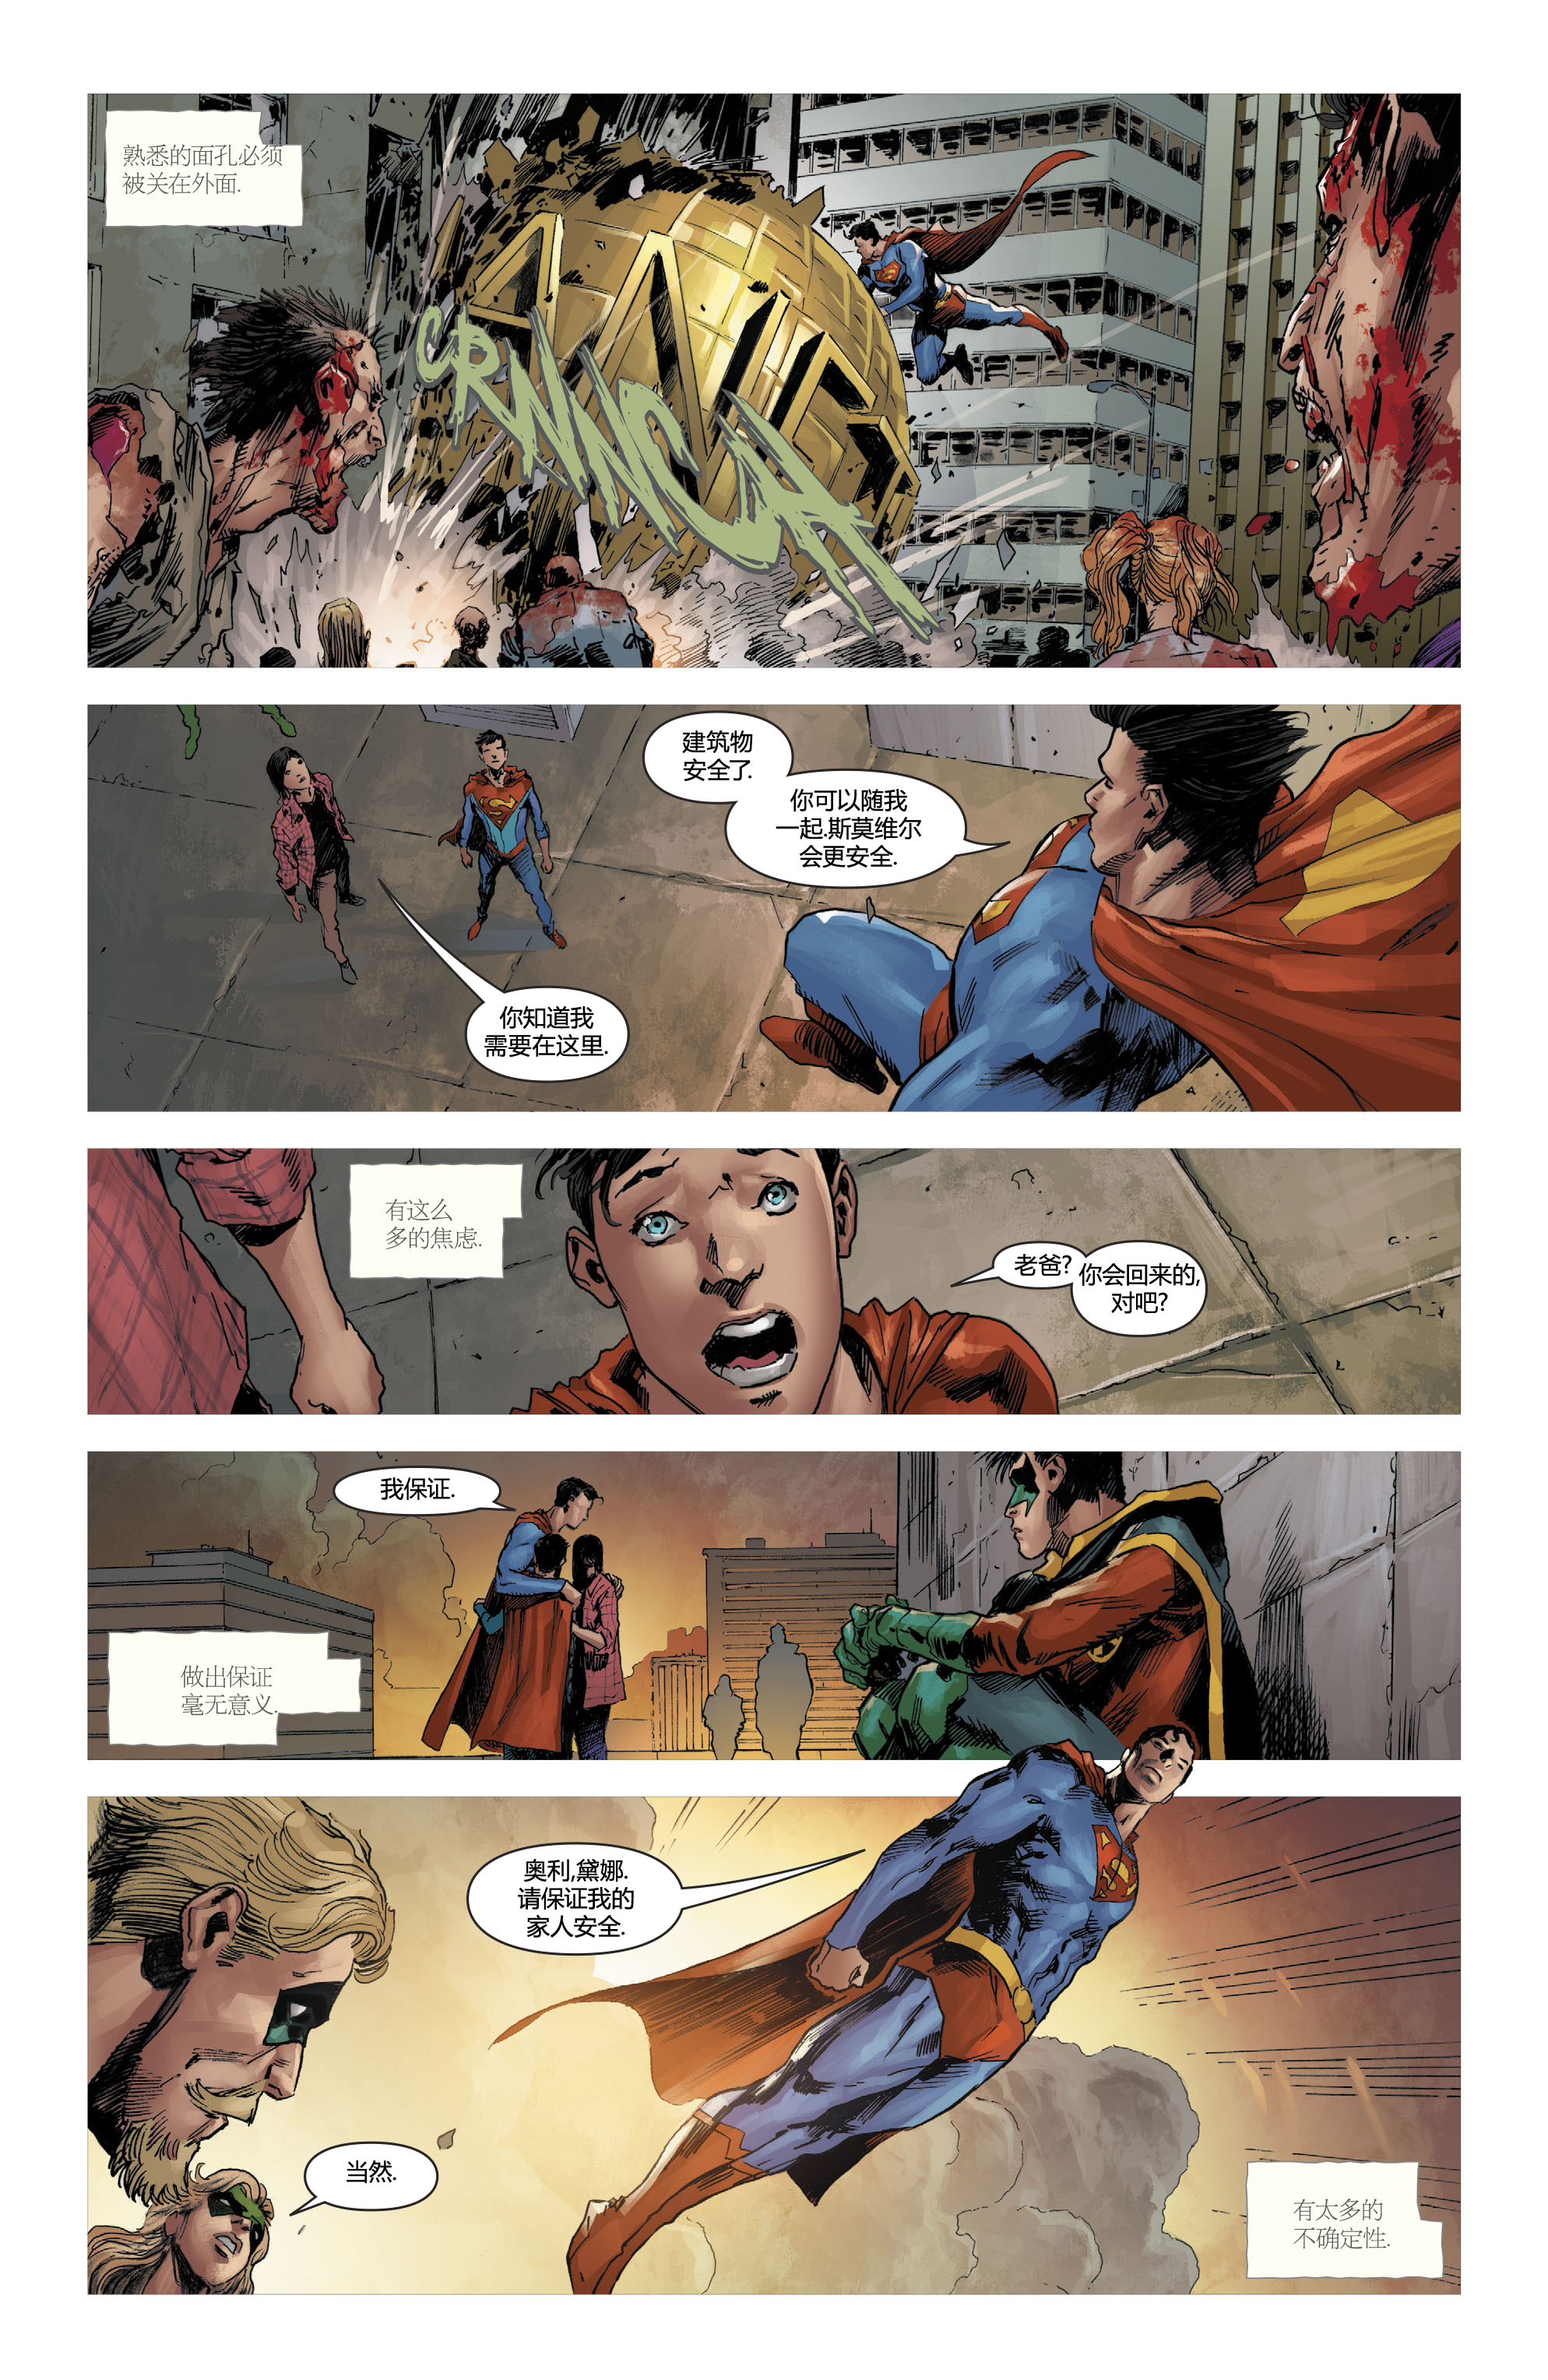 熟悉的面孔必须
被关在外面.
CRNNNCH
建筑物
安全了.
你可以随我
一起.斯莫维尔
会更安全.
你知道我
需要在这里.
有这么
多的焦虑.
老爸?
你会回来的,
对吧?
我保证.
做出保证
毫无意义.
奥利,黛娜.
请保证我的
家人安全.
当然.
有太多的
不确定性.